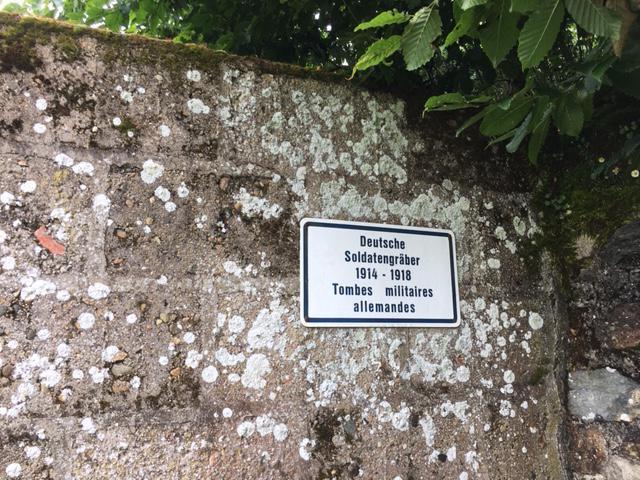 Deutsche
Soldatengräber
1914 - 1918
Tombes militaires
allemandes